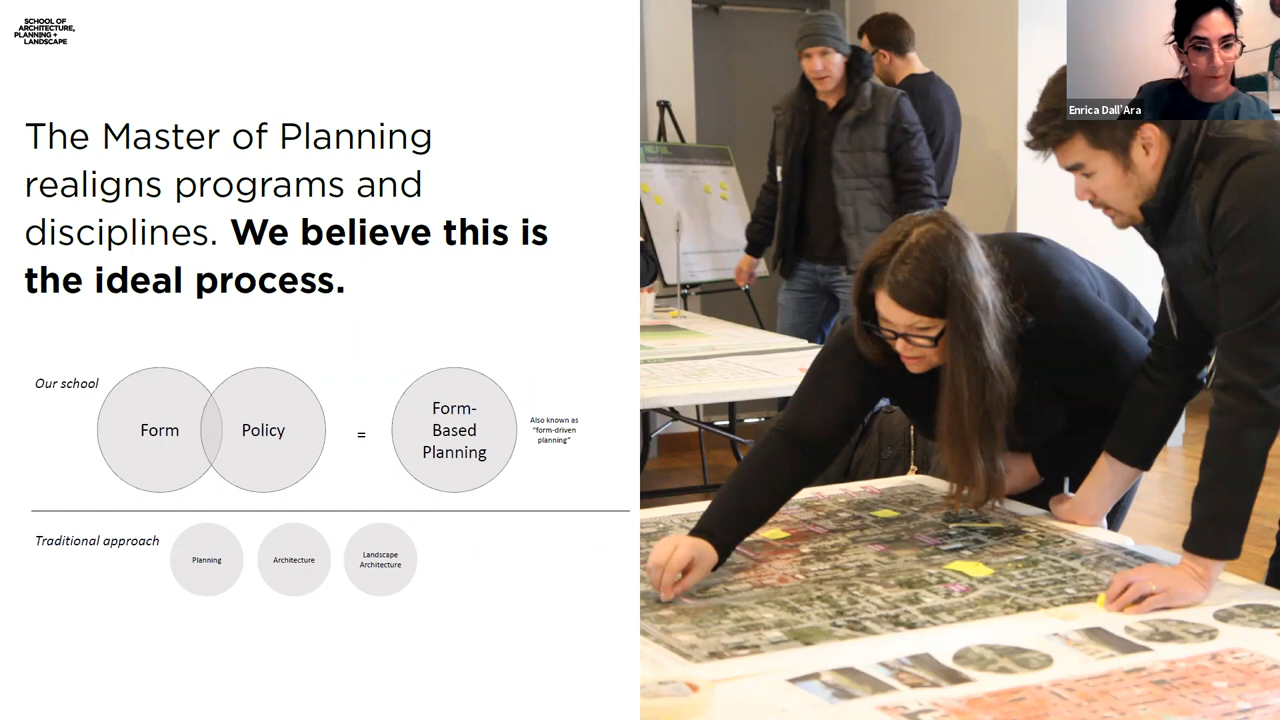 SCHOOL OF
ARCHITECTURE,
PLANNING +
LANDSCAPE
The Master of Planning
realigns programs and
disciplines. We believe this is
the ideal process.
Our school
Form
Policy
=
Form-
Based
Planning
Also known as
"form-driven
planning"
Traditional approach
Planning
Architecture
Landscape
Architecture
HELP US...
Enrica Dall'Ara